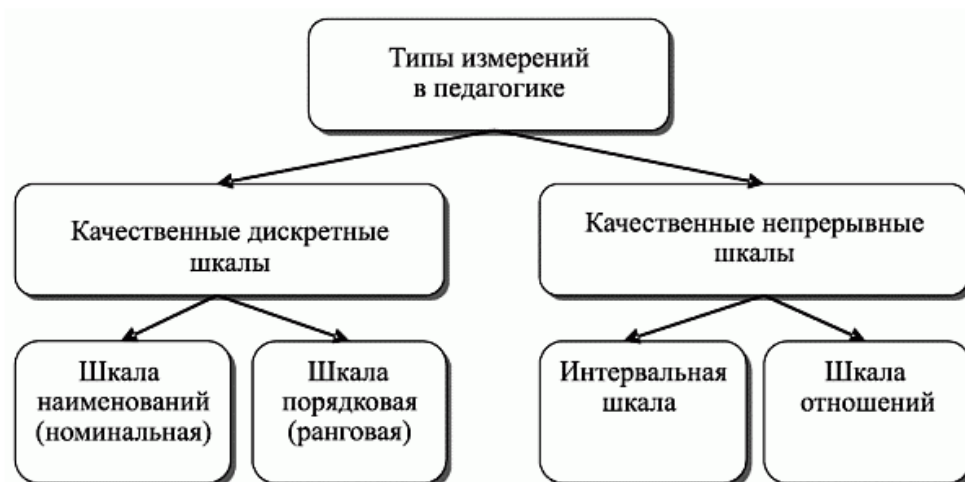 Типы измерений
в педагогике
Качественные дискретные
шкалы
Качественные непрерывные
шкалы
Шкала
наименований
(номинальная)
Шкала
порядковая
(ранговая)
Интервальная
шкала
Шкала
отношений